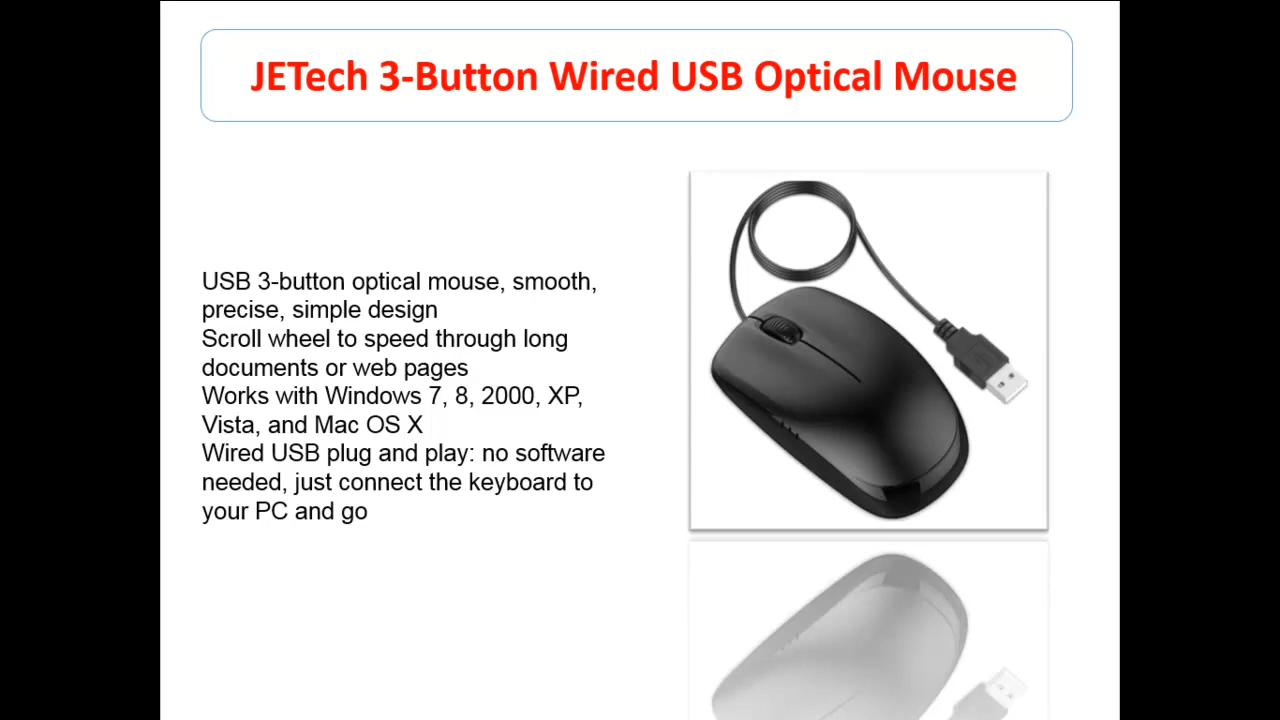 JETech 3-Button Wired USB Optical Mouse
USB 3-button optical mouse, smooth,
precise, simple design
Scroll wheel to speed through long
documents or web pages
Works with Windows 7, 8, 2000, XP,
Vista, and Mac OS X
Wired USB plug and play: no software
needed, just connect the keyboard to
your PC and go